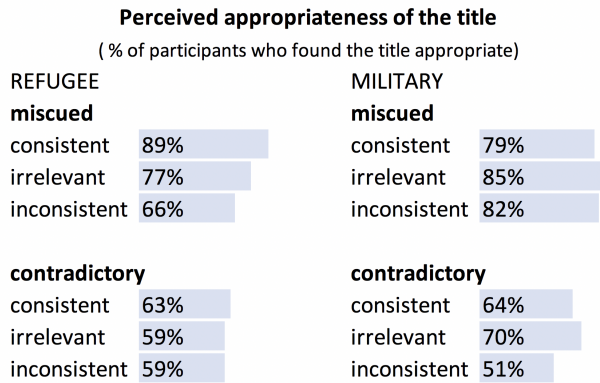 Perceived appropriateness of the title
( % of participants who found the title appropriate)
REFUGEE
miscued
consistent 89%
irrelevant 77%
inconsistent 66%
contradictory
consistent 63%
irrelevant 59%
inconsistent 59%
MILITARY
miscued
consistent 79%
irrelevant 85%
inconsistent 82%
contradictory
consistent 64%
irrelevant 70%
inconsistent 51%